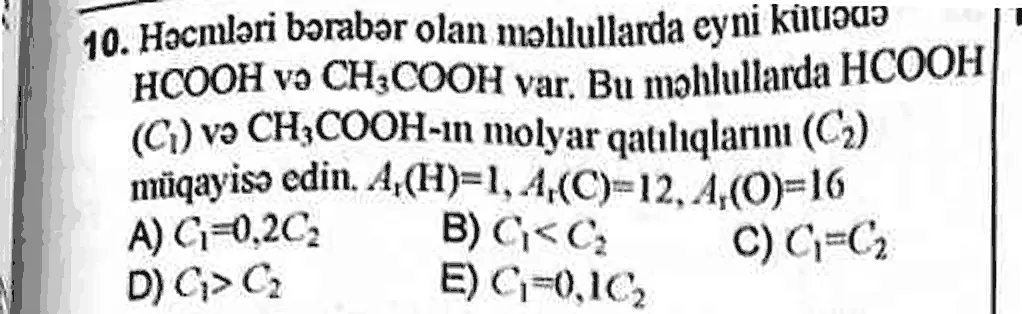 10. Həcmləri bərabər olan məhlullarda eyni kütlədə
HCOOH və CH₃COOH var. Bu məhlullarda HCOOH
(C₁) və CH₃COOH-ın molyar qatılıqlarını (C₂)
müqayisə edin. Aᵣ(H)=1, Aᵣ(C)=12, Aᵣ(O)=16
A) C₁=0,2C₂ B) C₁< C₂ C) C₁=C₂
D) C₁> C₂ E) C₁=0,1C₂